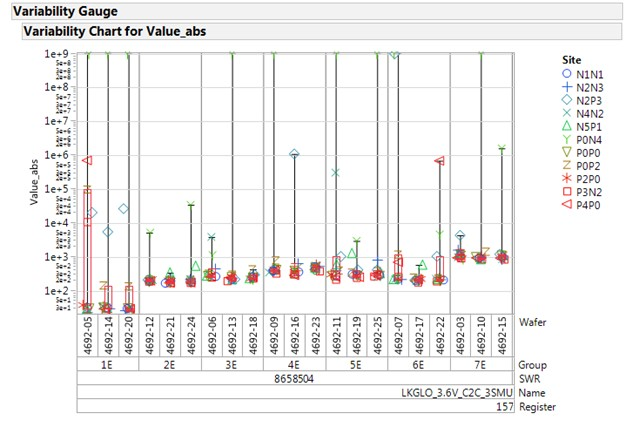 Variability Gauge
Variability Chart for Value_abs
Value_abs
1e+9
1e+8
1e+7
1e+6
1e+5
1e+4
1e+3
1e+2
Site
N1N1
N2N3
N2P3
N4N2
N5P1
P0N4
P0P0
P0P2
P2P0
P3N2
P4P0
4692-05 4692-14 4692-20 4692-12 4692-21 4692-24 4692-06 4692-13 4692-18 4692-09 4692-16 4692-23 4692-11 4692-19 4692-25 4692-07 4692-17 4692-22 4692-03 4692-10 4692-15 Wafer
1E 2E 3E 4E 5E 6E 7E Group
8658504 SWR
LKGLO_3.6V_C2C_3SMU Name
157 Register